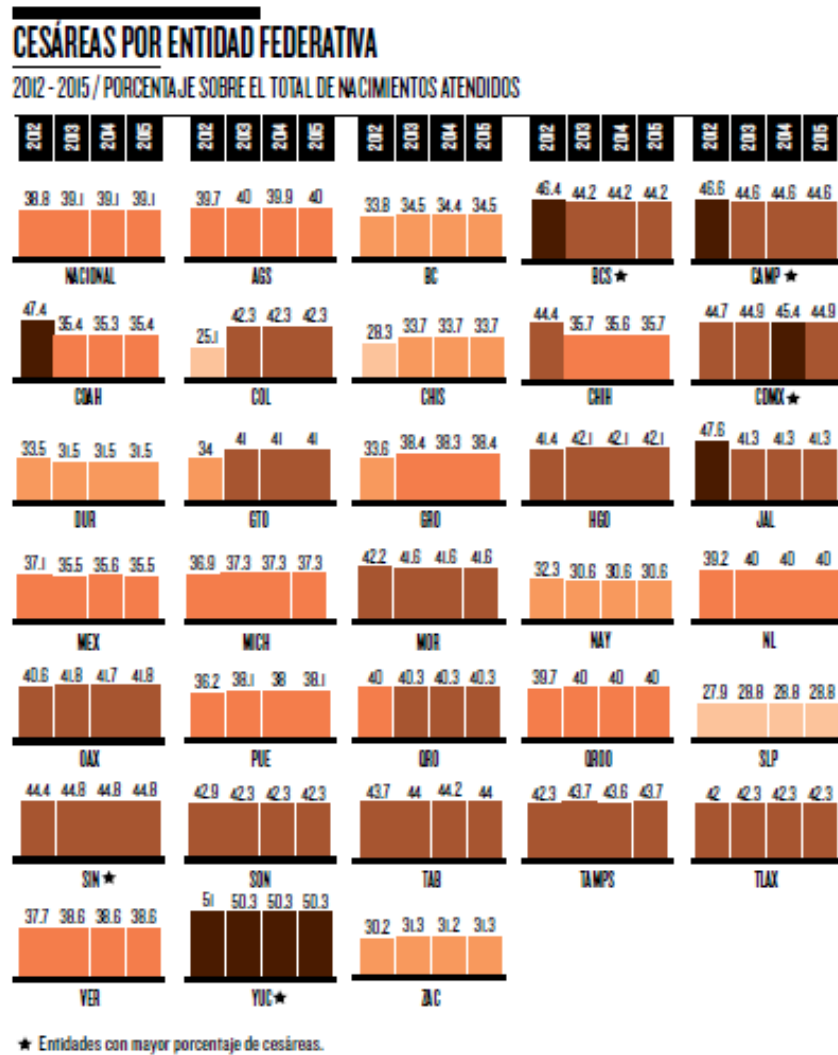 CESÁREAS POR ENTIDAD FEDERATIVA
2012 - 2015 / PORCENTAJE SOBRE EL TOTAL DE NACIMIENTOS ATENDIDOS
2012 2013 2014 2015 2012 2013 2014 2015 2012 2013 2014 2015 2012 2013 2014 2015 2012 2013 2014 2015
38.8 39.1 39.1 39.1 39.7 40 39.9 40 33.8 34.5 34.4 34.5 46.4 44.2 44.2 44.2 46.6 44.6 44.6 44.6
NACIONAL AGS BC BCS ★ CAMP ★
47.4 35.4 35.3 35.4 25.1 42.3 42.3 42.3 28.3 33.7 33.7 33.7 44.4 35.7 35.6 35.7 44.7 44.9 45.4 44.9
COAH COL CHIS CHIH CDMX ★
33.5 31.5 31.5 31.5 34 41 41 41 33.6 38.4 38.3 38.4 41.4 42.1 42.1 42.1 47.6 41.3 41.3 41.3
DUR GTO GRO HGO JAL
37.1 35.5 35.6 35.5 36.9 37.3 37.3 37.3 42.2 41.6 41.6 41.6 32.3 30.6 30.6 30.6 39.2 40 40 40
MEX MICH MOR NAY NL
40.6 41.8 41.7 41.8 36.2 38.1 38 38.1 40 40.3 40.3 40.3 39.7 40 40 40 27.9 28.8 28.8 28.8
OAX PUE QRO QROO SLP
44.4 44.8 44.8 44.8 42.9 42.3 42.3 42.3 43.7 44 44.2 44 42.3 43.7 43.6 43.7 42 42.3 42.3 42.3
SIN ★ SON TAB TAMPS TLAX
37.7 38.6 38.6 38.6 51 50.3 50.3 50.3 30.2 31.3 31.2 31.3
VER YUC ★ ZAC
★ Entidades con mayor porcentaje de cesáreas.